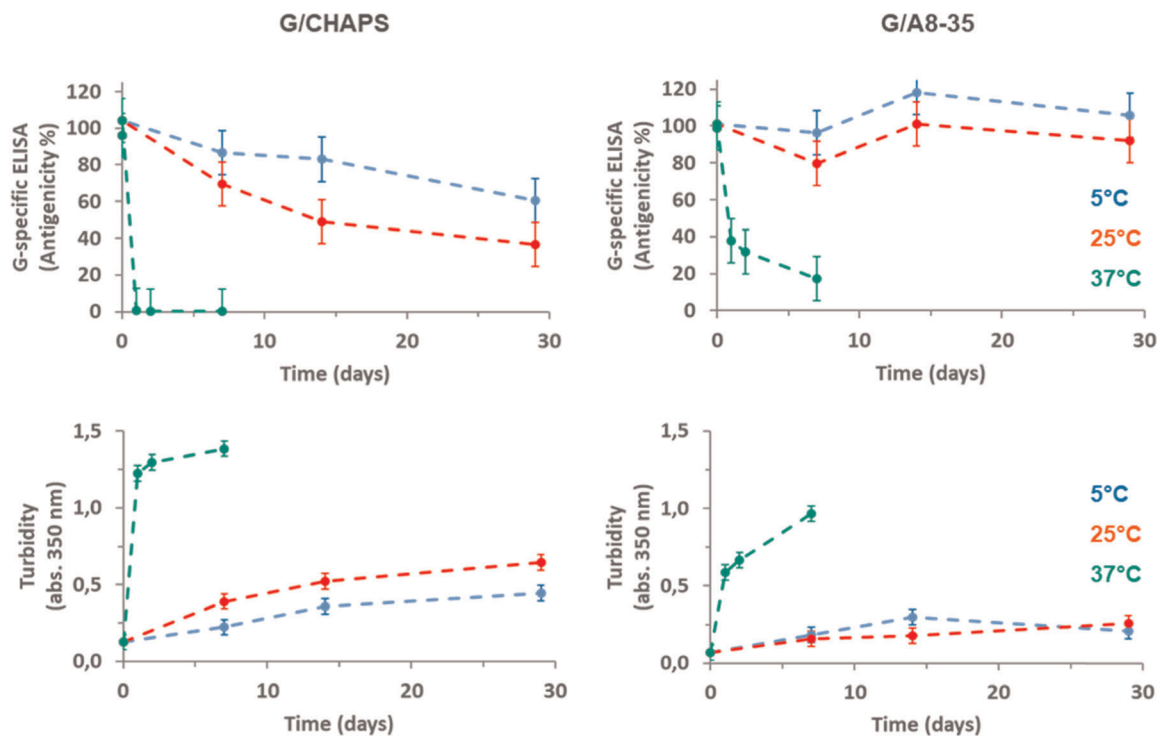 G/CHAPS
G/A8-35
G-specific ELISA
(Antigenicity %)
120
100
80
60
40
20
0
0
10
20
30
Time (days)
G-specific ELISA
(Antigenicity %)
120
100
80
60
40
20
0
0
10
20
30
Time (days)
5°C
25°C
37°C
Turbidity
(abs. 350 nm)
1,5
1,0
0,5
0,0
0
10
20
30
Time (days)
Turbidity
(abs. 350 nm)
1,5
1,0
0,5
0,0
0
10
20
30
Time (days)
5°C
25°C
37°C